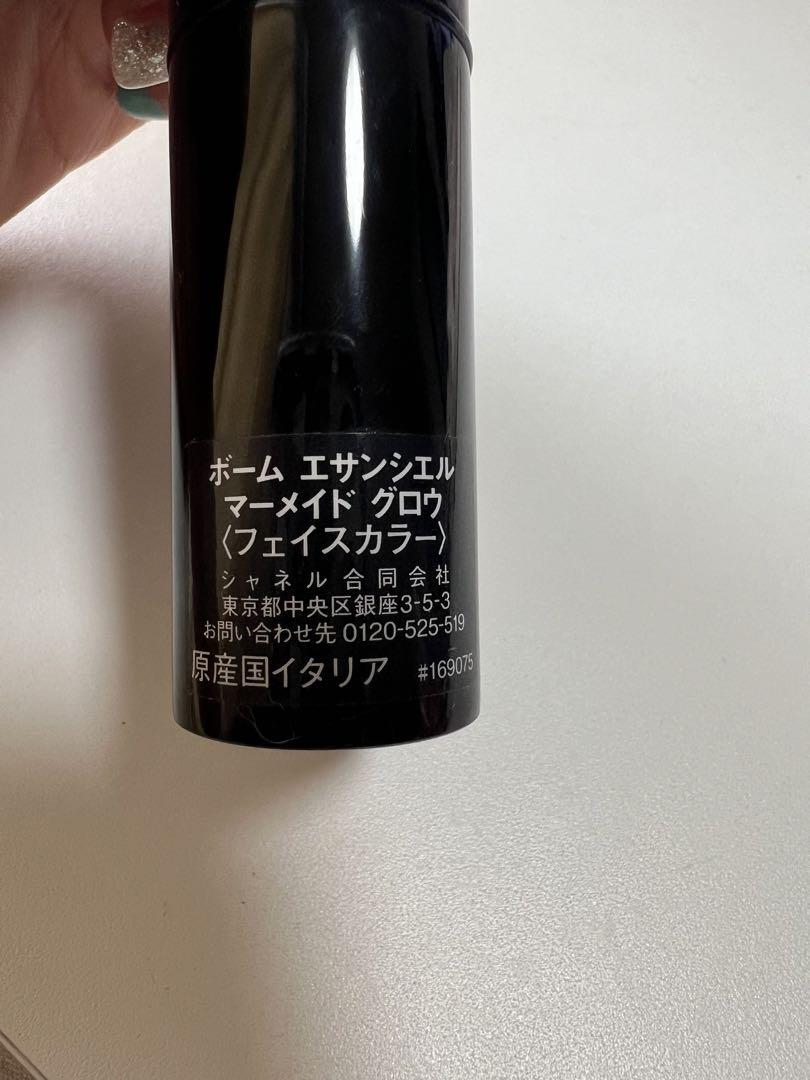 ボーム エサンシエル
マーメイド グロウ
〈フェイスカラー〉
シャネル合同会社
東京都中央区銀座3-5-3
お問い合わせ先 0120-525-519
原産国イタリア #169075